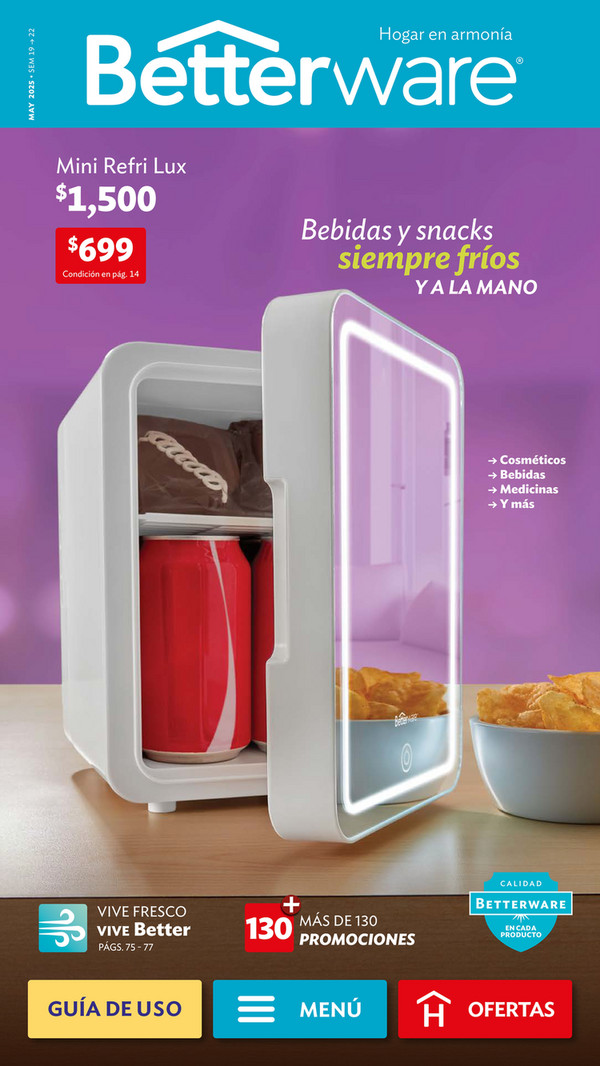 MAY 2025 • SEM 19 → 22
Hogar en armonía
Betterware®
Mini Refri Lux
$1,500
$699
Condición en pág. 14
Bebidas y snacks
siempre fríos
Y A LA MANO
→ Cosméticos
→ Bebidas
→ Medicinas
→ Y más
Betterware
VIVE FRESCO
VIVE Better
PÁGS. 75 - 77
130+
MÁS DE 130
PROMOCIONES
CALIDAD
BETTERWARE
EN CADA
PRODUCTO
GUÍA DE USO
MENÚ
OFERTAS